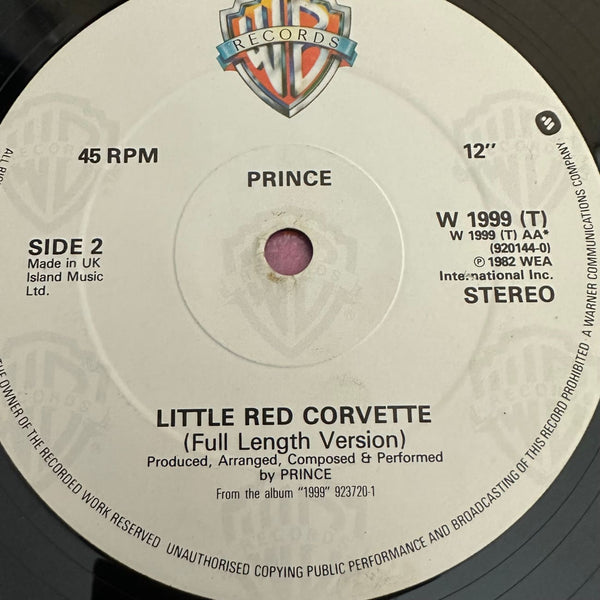 RECORDS
45 RPM
12"
PRINCE
SIDE 2
Made in UK
Island Music
Ltd.
W 1999 (T)
W 1999 (T) AA*
(920144-0)
℗ 1982 WEA
International Inc.
STEREO
LITTLE RED CORVETTE
(Full Length Version)
Produced, Arranged, Composed & Performed
by PRINCE
From the album "1999" 923720-1
THE OWNER OF THE RECORDED WORK RESERVED UNAUTHORISED COPYING PUBLIC PERFORMANCE AND BROADCASTING OF THIS RECORD PROHIBITED A WARNER COMMUNICATIONS COMPANY